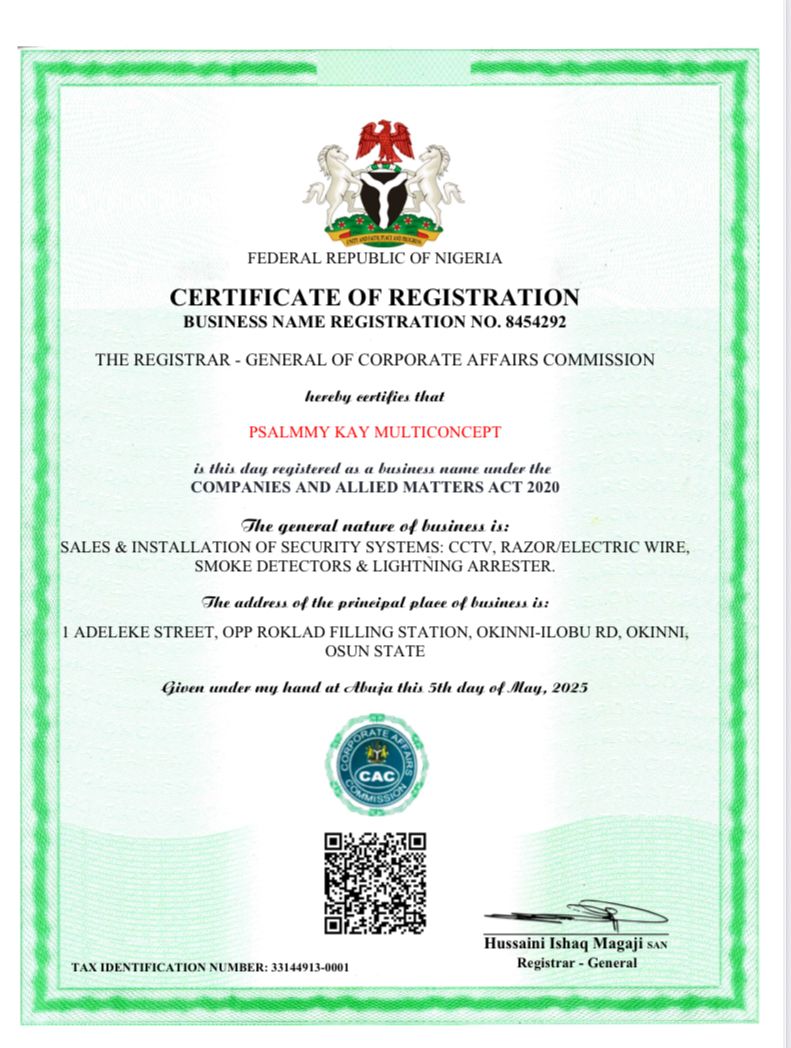 UNITY AND FAITH, PEACE AND PROGRESS
FEDERAL REPUBLIC OF NIGERIA
CERTIFICATE OF REGISTRATION
BUSINESS NAME REGISTRATION NO. 8454292
THE REGISTRAR - GENERAL OF CORPORATE AFFAIRS COMMISSION
hereby certifies that
PSALMMY KAY MULTICONCEPT
is this day registered as a business name under the
COMPANIES AND ALLIED MATTERS ACT 2020
The general nature of business is:
SALES & INSTALLATION OF SECURITY SYSTEMS: CCTV, RAZOR/ELECTRIC WIRE,
SMOKE DETECTORS & LIGHTNING ARRESTER.
The address of the principal place of business is:
1 ADELEKE STREET, OPP ROKLAD FILLING STATION, OKINNI-ILOBU RD, OKINNI,
OSUN STATE
Given under my hand at Abuja this 5th day of May, 2025
CORPORATE AFFAIRS
CAC
COMMISSION
Hussaini Ishaq Magaji SAN
Registrar - General
TAX IDENTIFICATION NUMBER: 33144913-0001